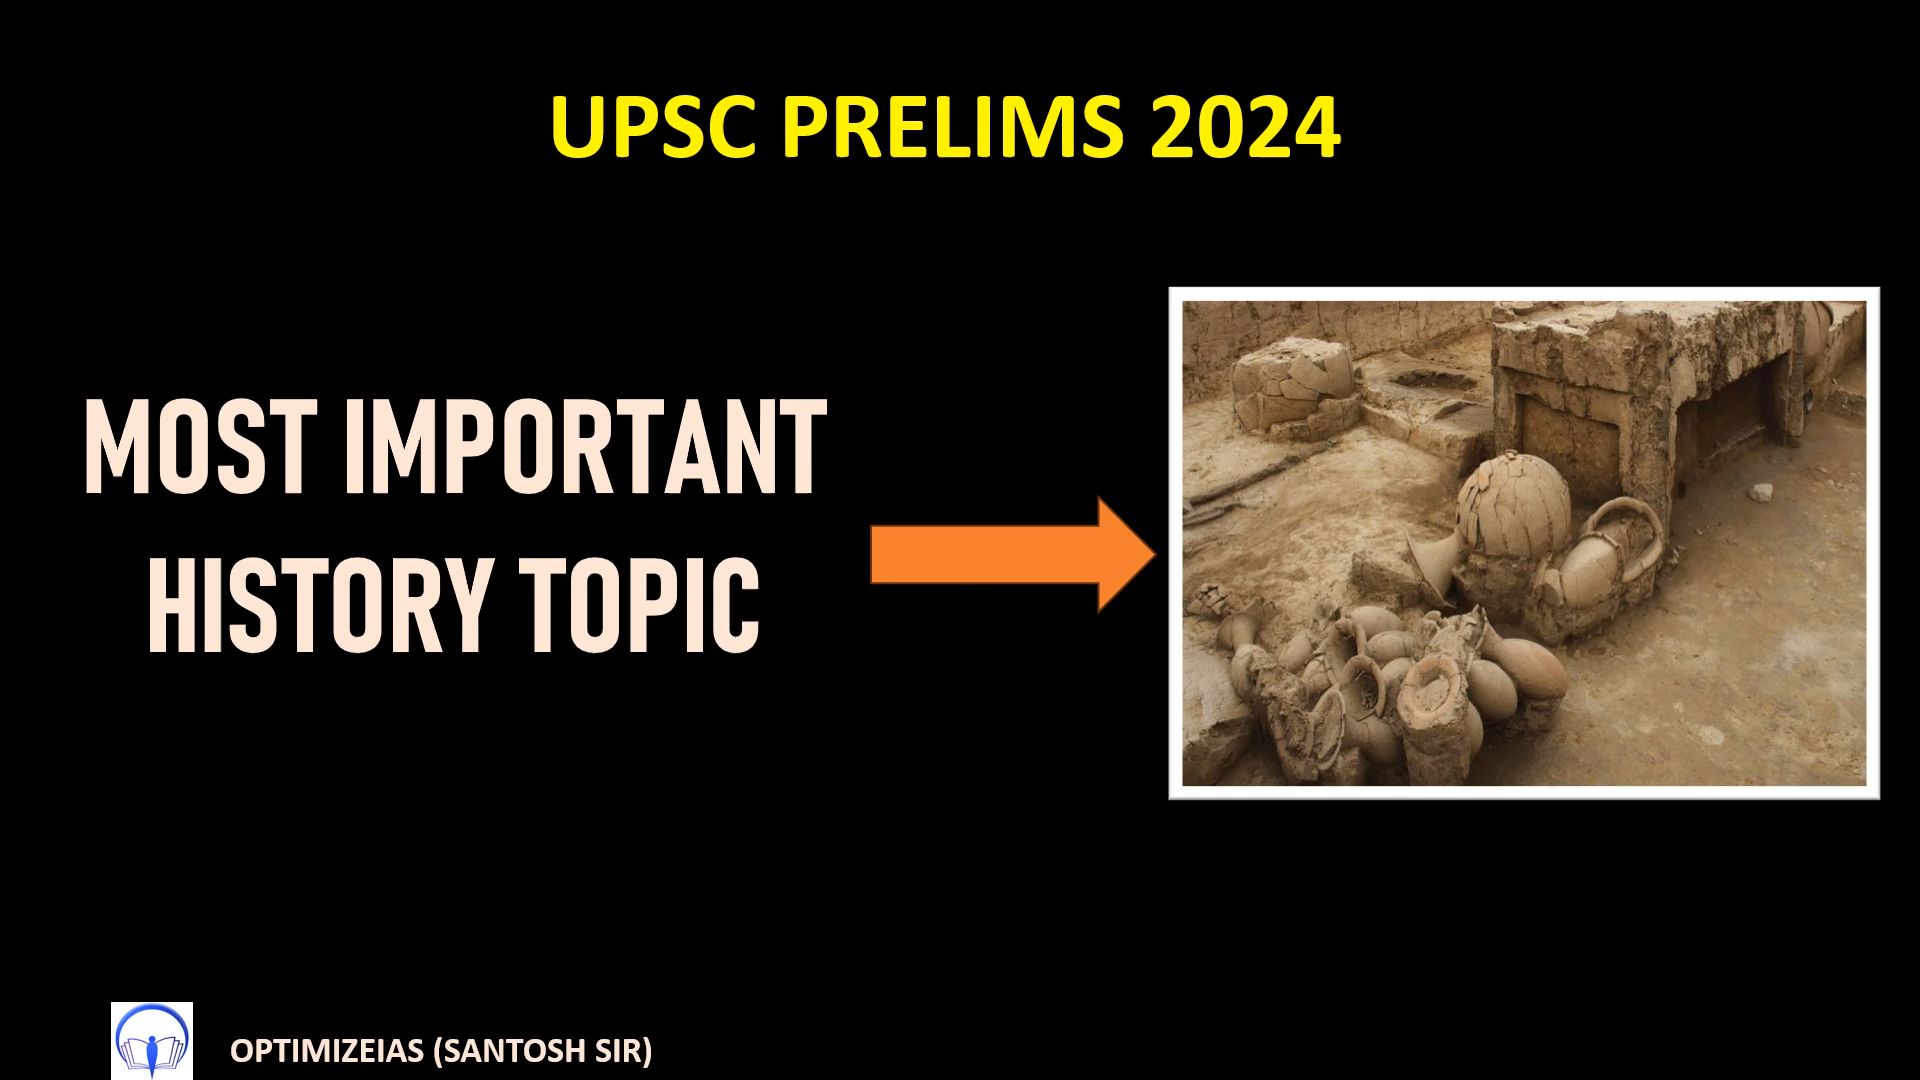 UPSC PRELIMS 2024
MOST IMPORTANT
HISTORY TOPIC
OPTIMIZEIAS (SANTOSH SIR)